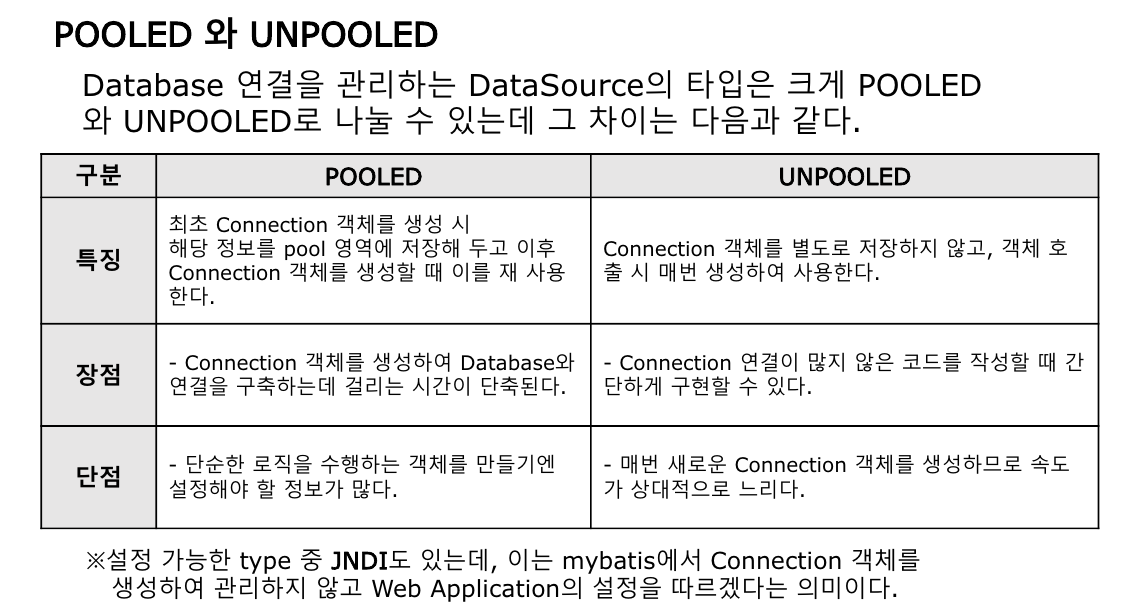 POOLED 와 UNPOOLED
Database 연결을 관리하는 DataSource의 타입은 크게 POOLED
와 UNPOOLED로 나눌 수 있는데 그 차이는 다음과 같다.
구분
POOLED
UNPOOLED
특징
최초 Connection 객체를 생성 시
해당 정보를 pool 영역에 저장해 두고 이후
Connection 객체를 생성할 때 이를 재 사용
한다.
Connection 객체를 별도로 저장하지 않고, 객체 호
출 시 매번 생성하여 사용한다.
장점
- Connection 객체를 생성하여 Database와
연결을 구축하는데 걸리는 시간이 단축된다.
- Connection 연결이 많지 않은 코드를 작성할 때 간
단하게 구현할 수 있다.
단점
- 단순한 로직을 수행하는 객체를 만들기엔
설정해야 할 정보가 많다.
- 매번 새로운 Connection 객체를 생성하므로 속도
가 상대적으로 느리다.
※설정 가능한 type 중 JNDI도 있는데, 이는 mybatis에서 Connection 객체를
생성하여 관리하지 않고 Web Application의 설정을 따르겠다는 의미이다.